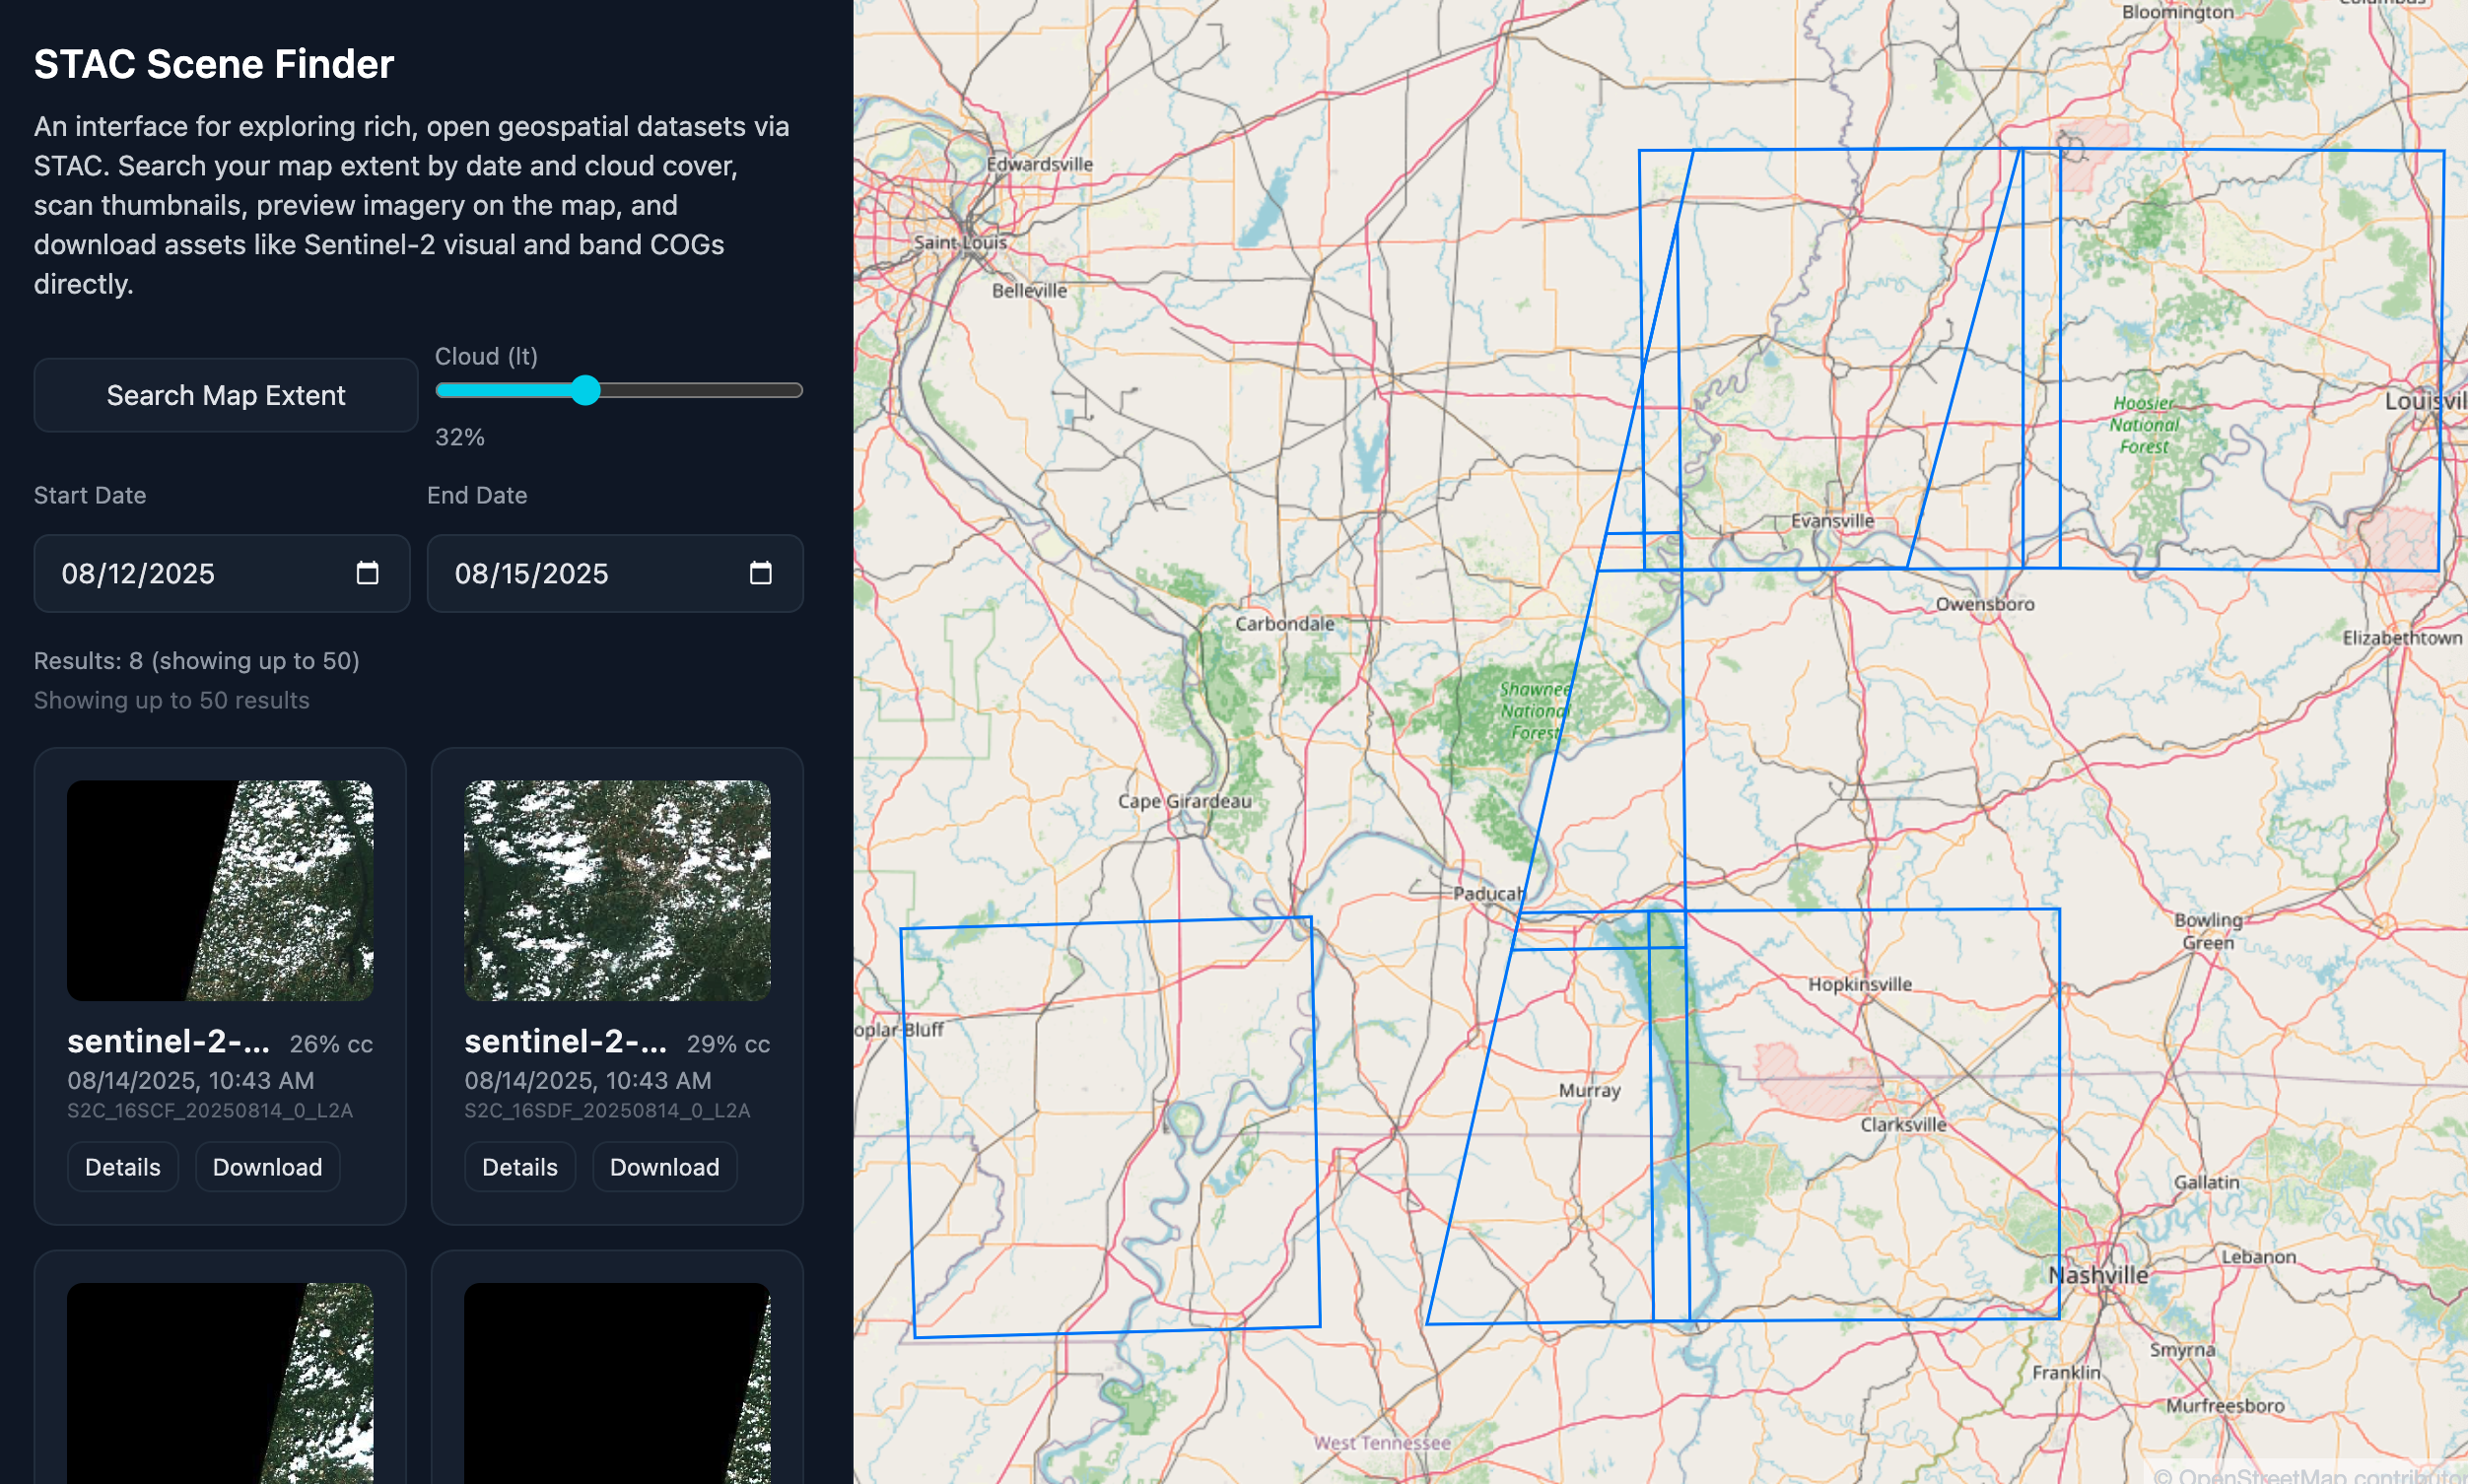 STAC Scene Finder
An interface for exploring rich, open geospatial datasets via
STAC. Search your map extent by date and cloud cover,
scan thumbnails, preview imagery on the map, and
download assets like Sentinel-2 visual and band COGs
directly.
Search Map Extent
Cloud (lt)
32%
Start Date
End Date
08/12/2025
08/15/2025
Results: 8 (showing up to 50)
Showing up to 50 results
sentinel-2-... 26% cc
08/14/2025, 10:43 AM
S2C_16SCF_20250814_0_L2A
Details
Download
sentinel-2-... 29% cc
08/14/2025, 10:43 AM
S2C_16SDF_20250814_0_L2A
Details
Download
Bloomington
Edwardsville
Saint Louis
Belleville
Louisvil
Hoosier
National
Forest
Evansville
Owensboro
Carbondale
Elizabethtown
Shawnee
National
Forest
Cape Girardeau
Paducah
Bowling
Green
Hopkinsville
oplar Bluff
Murray
Clarksville
Gallatin
Lebanon
Nashville
Smyrna
Franklin
Murfreesboro
West Tennessee
© OpenStreetMap contributor